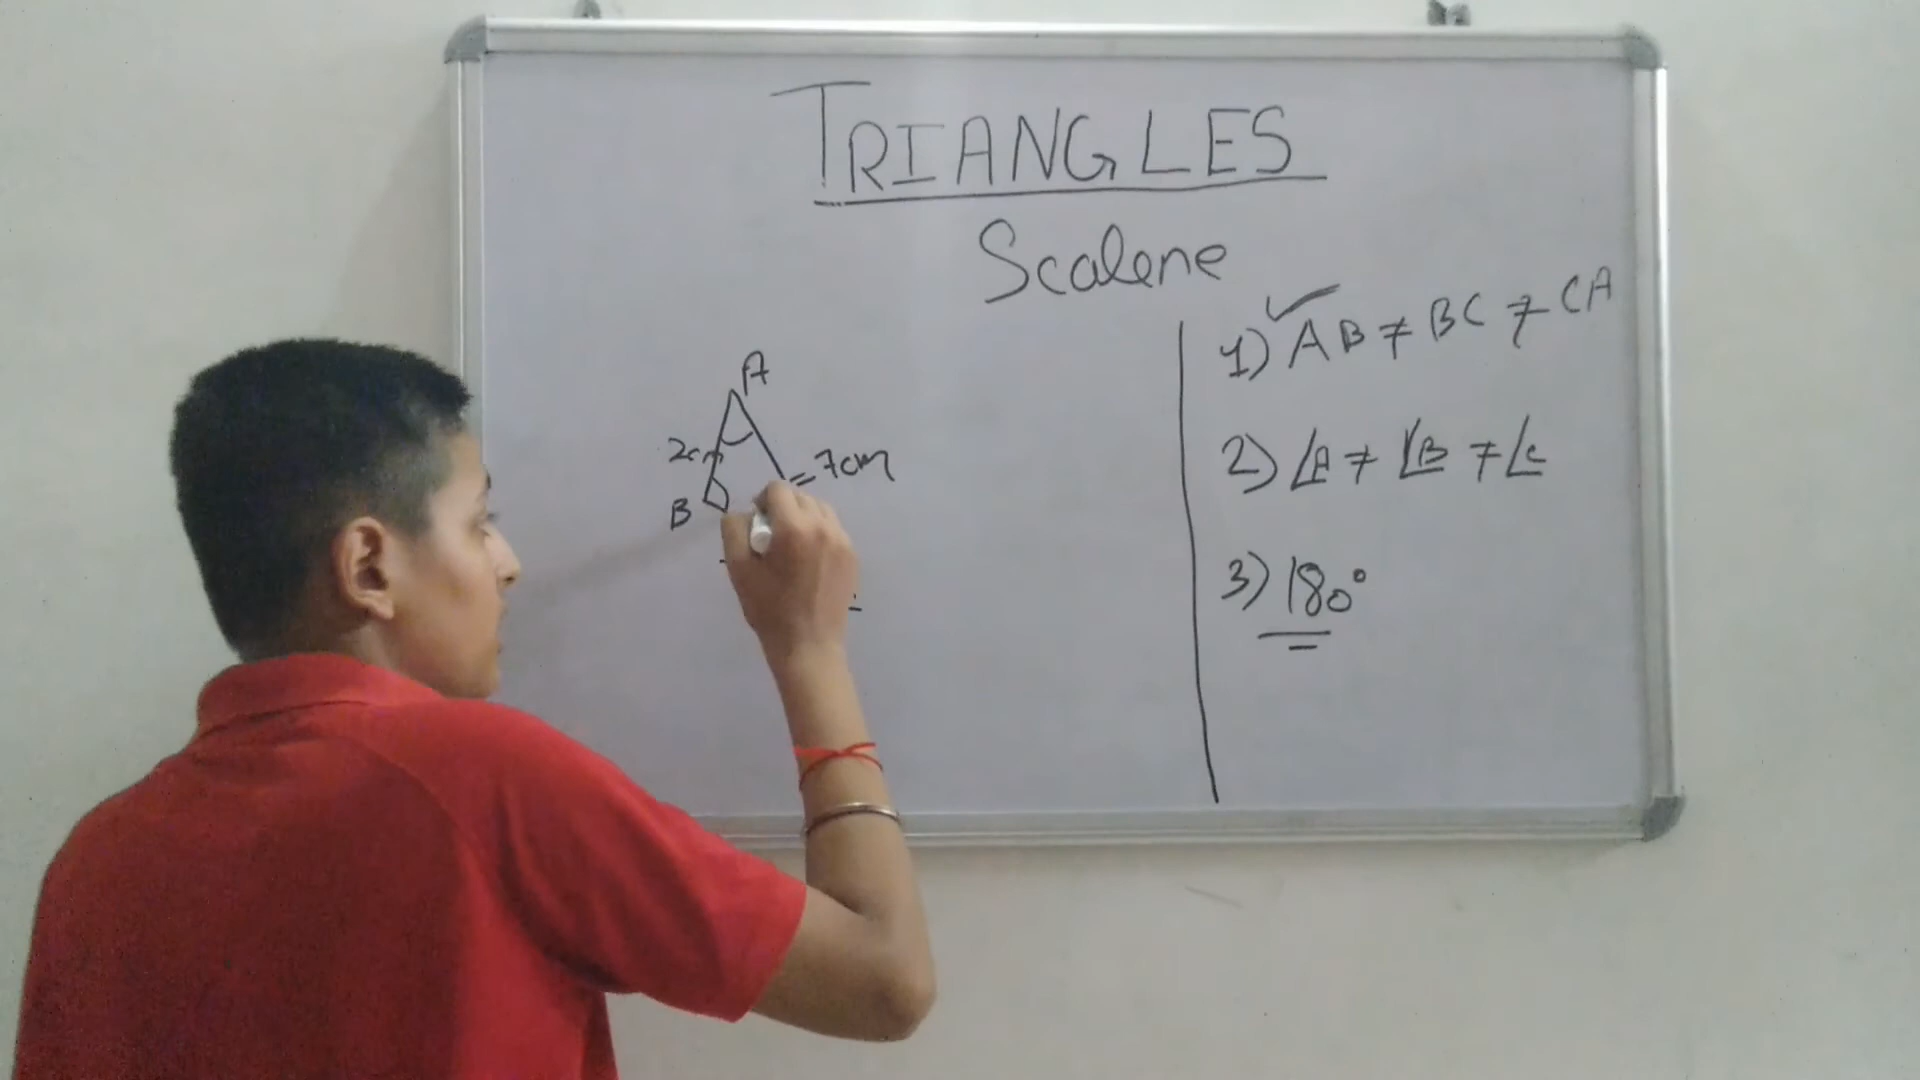 TRIANGLES
Scalene
A
2cm
= 7cm
B
1) AB ≠ BC ≠ CA
2) ∠A ≠ ∠B ≠ ∠C
3) 180°